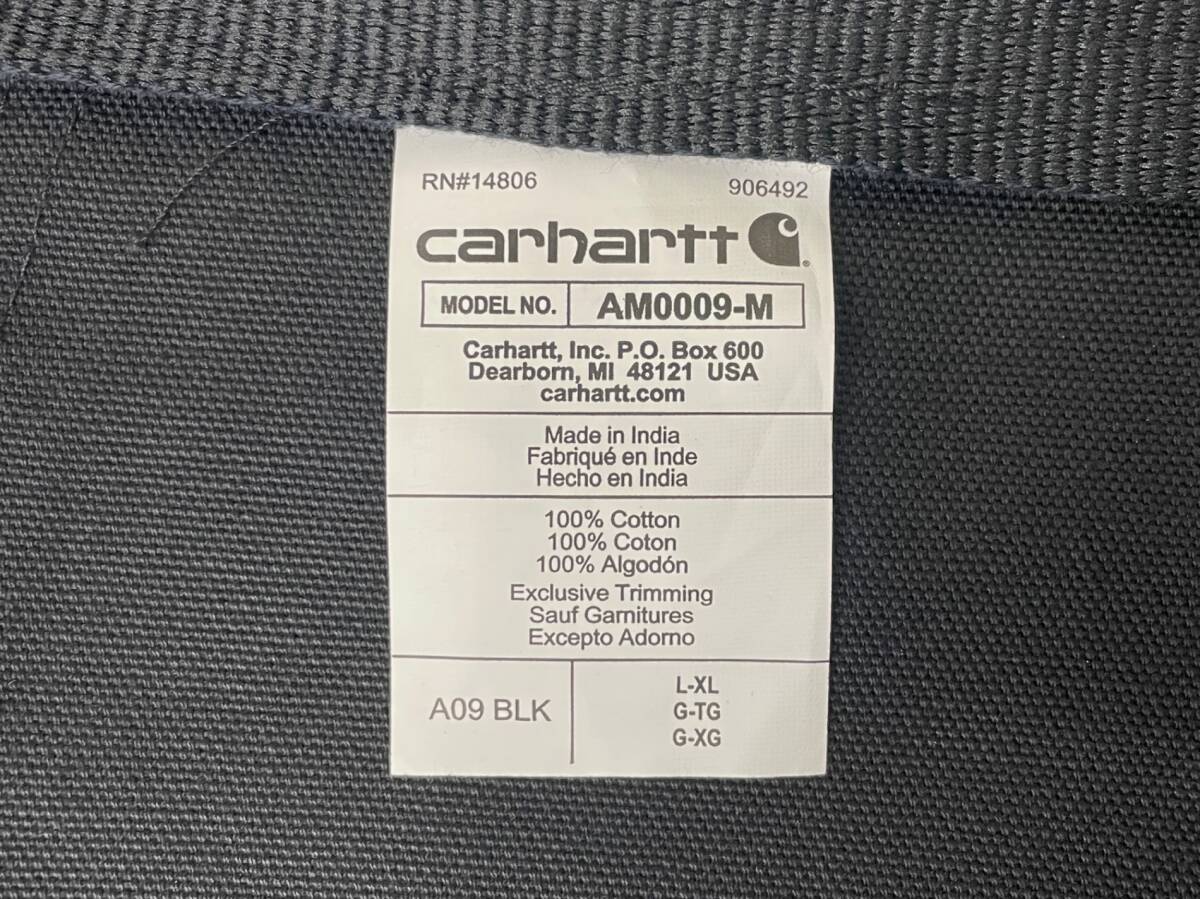 RN#14806 906492
carhartt
MODEL NO. AM0009-M
Carhartt, Inc. P.O. Box 600
Dearborn, MI 48121 USA
carhartt.com
Made in India
Fabriqué en Inde
Hecho en India
100% Cotton
100% Coton
100% Algodón
Exclusive Trimming
Sauf Garnitures
Excepto Adorno
A09 BLK
L-XL
G-TG
G-XG